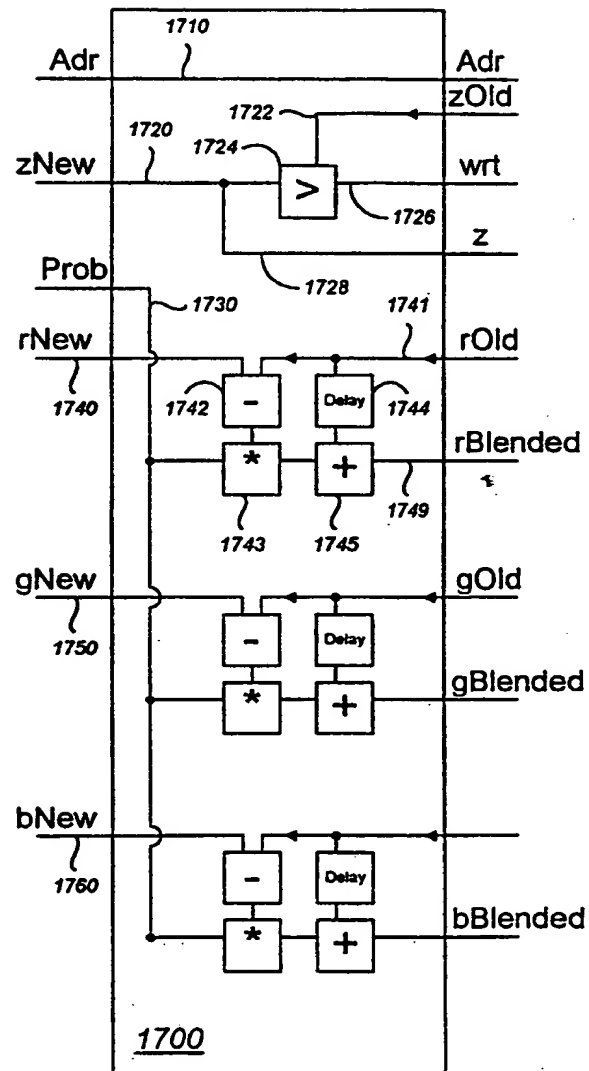 1710
Adr Adr
1722 zOld
1720 1724
zNew > wrt
1726
z
Prob 1728
1730 1741
rNew rOld
1740 1742 - Delay 1744
rBlended
* +
1743 1745 1749
gNew gOld
1750 - Delay
gBlended
* +
bNew
1760 - Delay
bBlended
* +
1700